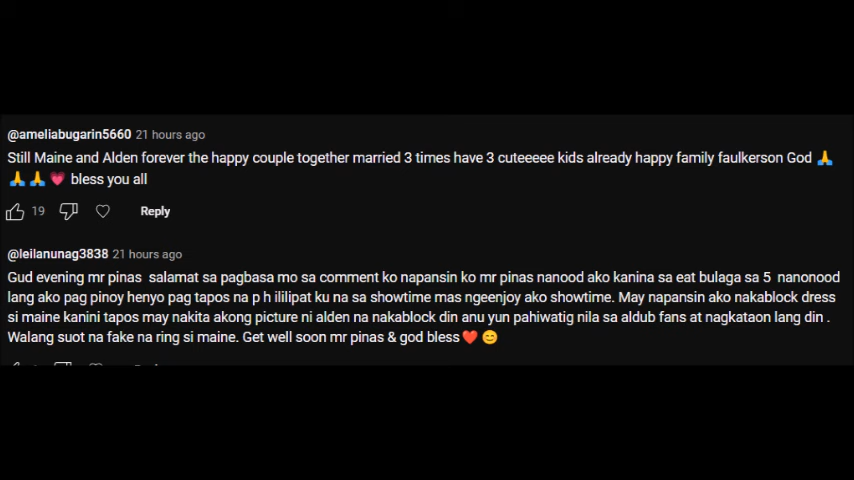 @ameliabugarin5660 21 hours ago
Still Maine and Alden forever the happy couple together married 3 times have 3 cuteeeee kids already happy family faulkerson God 🙏
🙏🙏💗 bless you all
19 Reply
@leilanunag3838 21 hours ago
Gud evening mr pinas salamat sa pagbasa mo sa comment ko napansin ko mr pinas nanood ako kanina sa eat bulaga sa 5 nanonood
lang ako pag pinoy henyo pag tapos na p h ililipat ku na sa showtime mas ngeenjoy ako showtime. May napansin ako nakablock dress
si maine kanini tapos may nakita akong picture ni alden na nakablock din anu yun pahiwatig nila sa aldub fans at nagkataon lang din .
Walang suot na fake na ring si maine. Get well soon mr pinas & god bless❤️ 😊